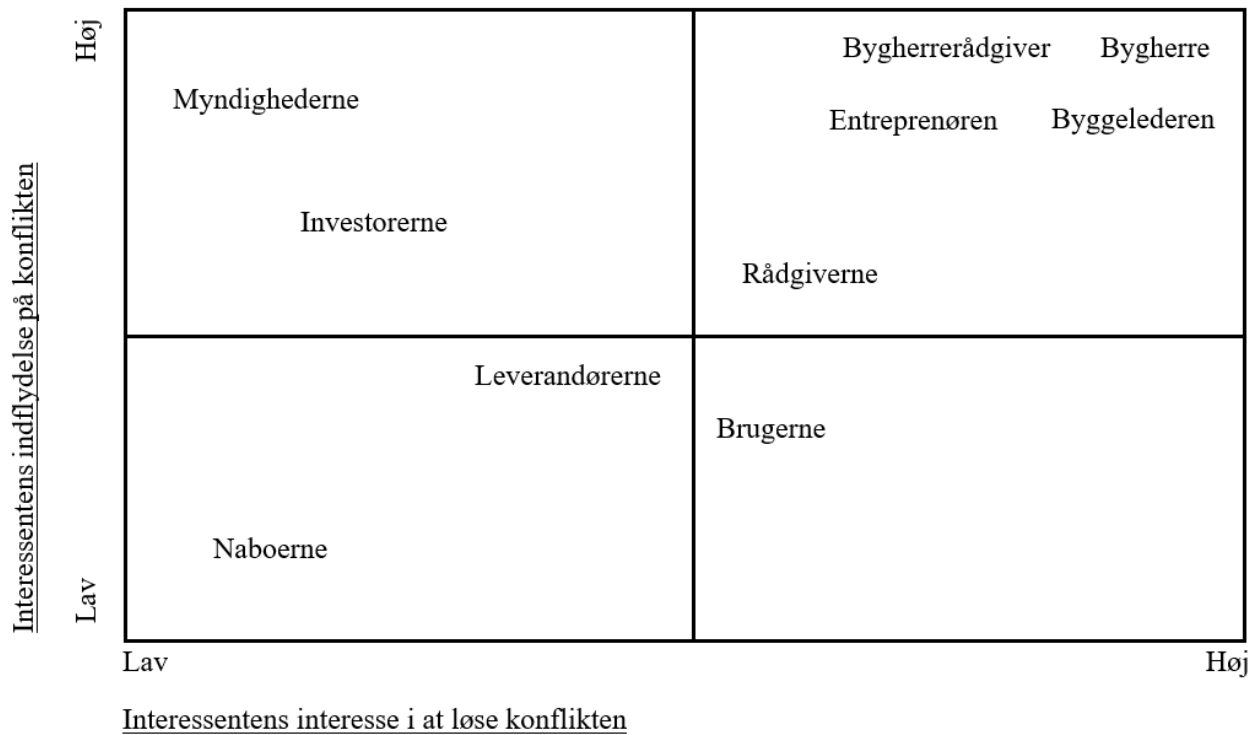 Høj
Bygherrerådgiver
Bygherre
Myndighederne
Entreprenøren
Byggelederen
Interessentens indflydelse på konflikten
Investorerne
Rådgiverne
Leverandørerne
Brugerne
Naboerne
Lav
Lav
Høj
Interessentens interesse i at løse konflikten